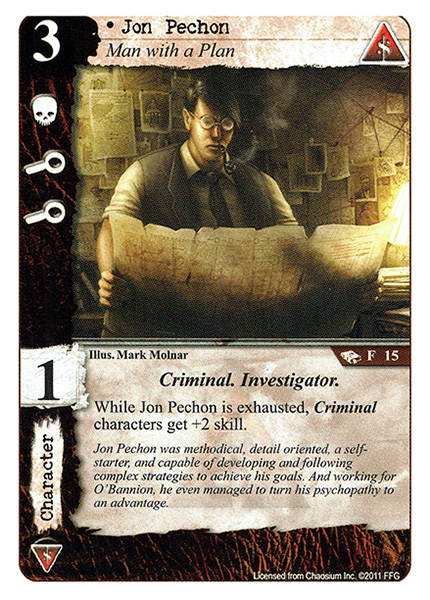 3
• Jon Pechon
Man with a Plan
Illus. Mark Molnar
F 15
1
Criminal. Investigator.
While Jon Pechon is exhausted, Criminal
characters get +2 skill.
Jon Pechon was methodical, detail oriented, a self-
starter, and capable of developing and following
complex strategies to achieve his goals. And working for
O'Bannion, he even managed to turn his psychopathy to
an advantage.
Character
Licensed from Chaosium Inc. ©2011 FFG